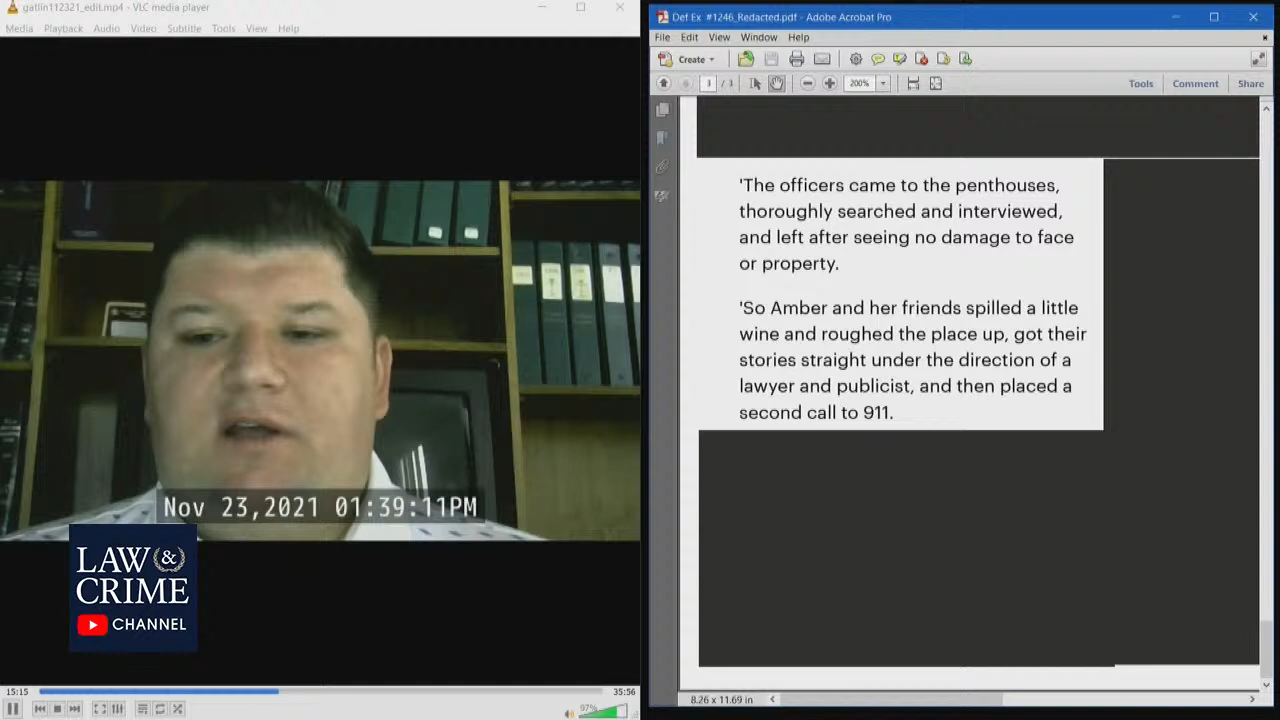 gatlin112321_edit.mp4 - VLC media player
Media Playback Audio Video Subtitle Tools View Help
Nov 23,2021 01:39:11PM
LAW &
CRIME
CHANNEL
15:15
35:56
97%
Def Ex #1246_Redacted.pdf - Adobe Acrobat Pro
File Edit View Window Help
Create
3 / 3
200%
Tools Comment Share
'The officers came to the penthouses,
thoroughly searched and interviewed,
and left after seeing no damage to face
or property.
'So Amber and her friends spilled a little
wine and roughed the place up, got their
stories straight under the direction of a
lawyer and publicist, and then placed a
second call to 911.
8.26 x 11.69 in